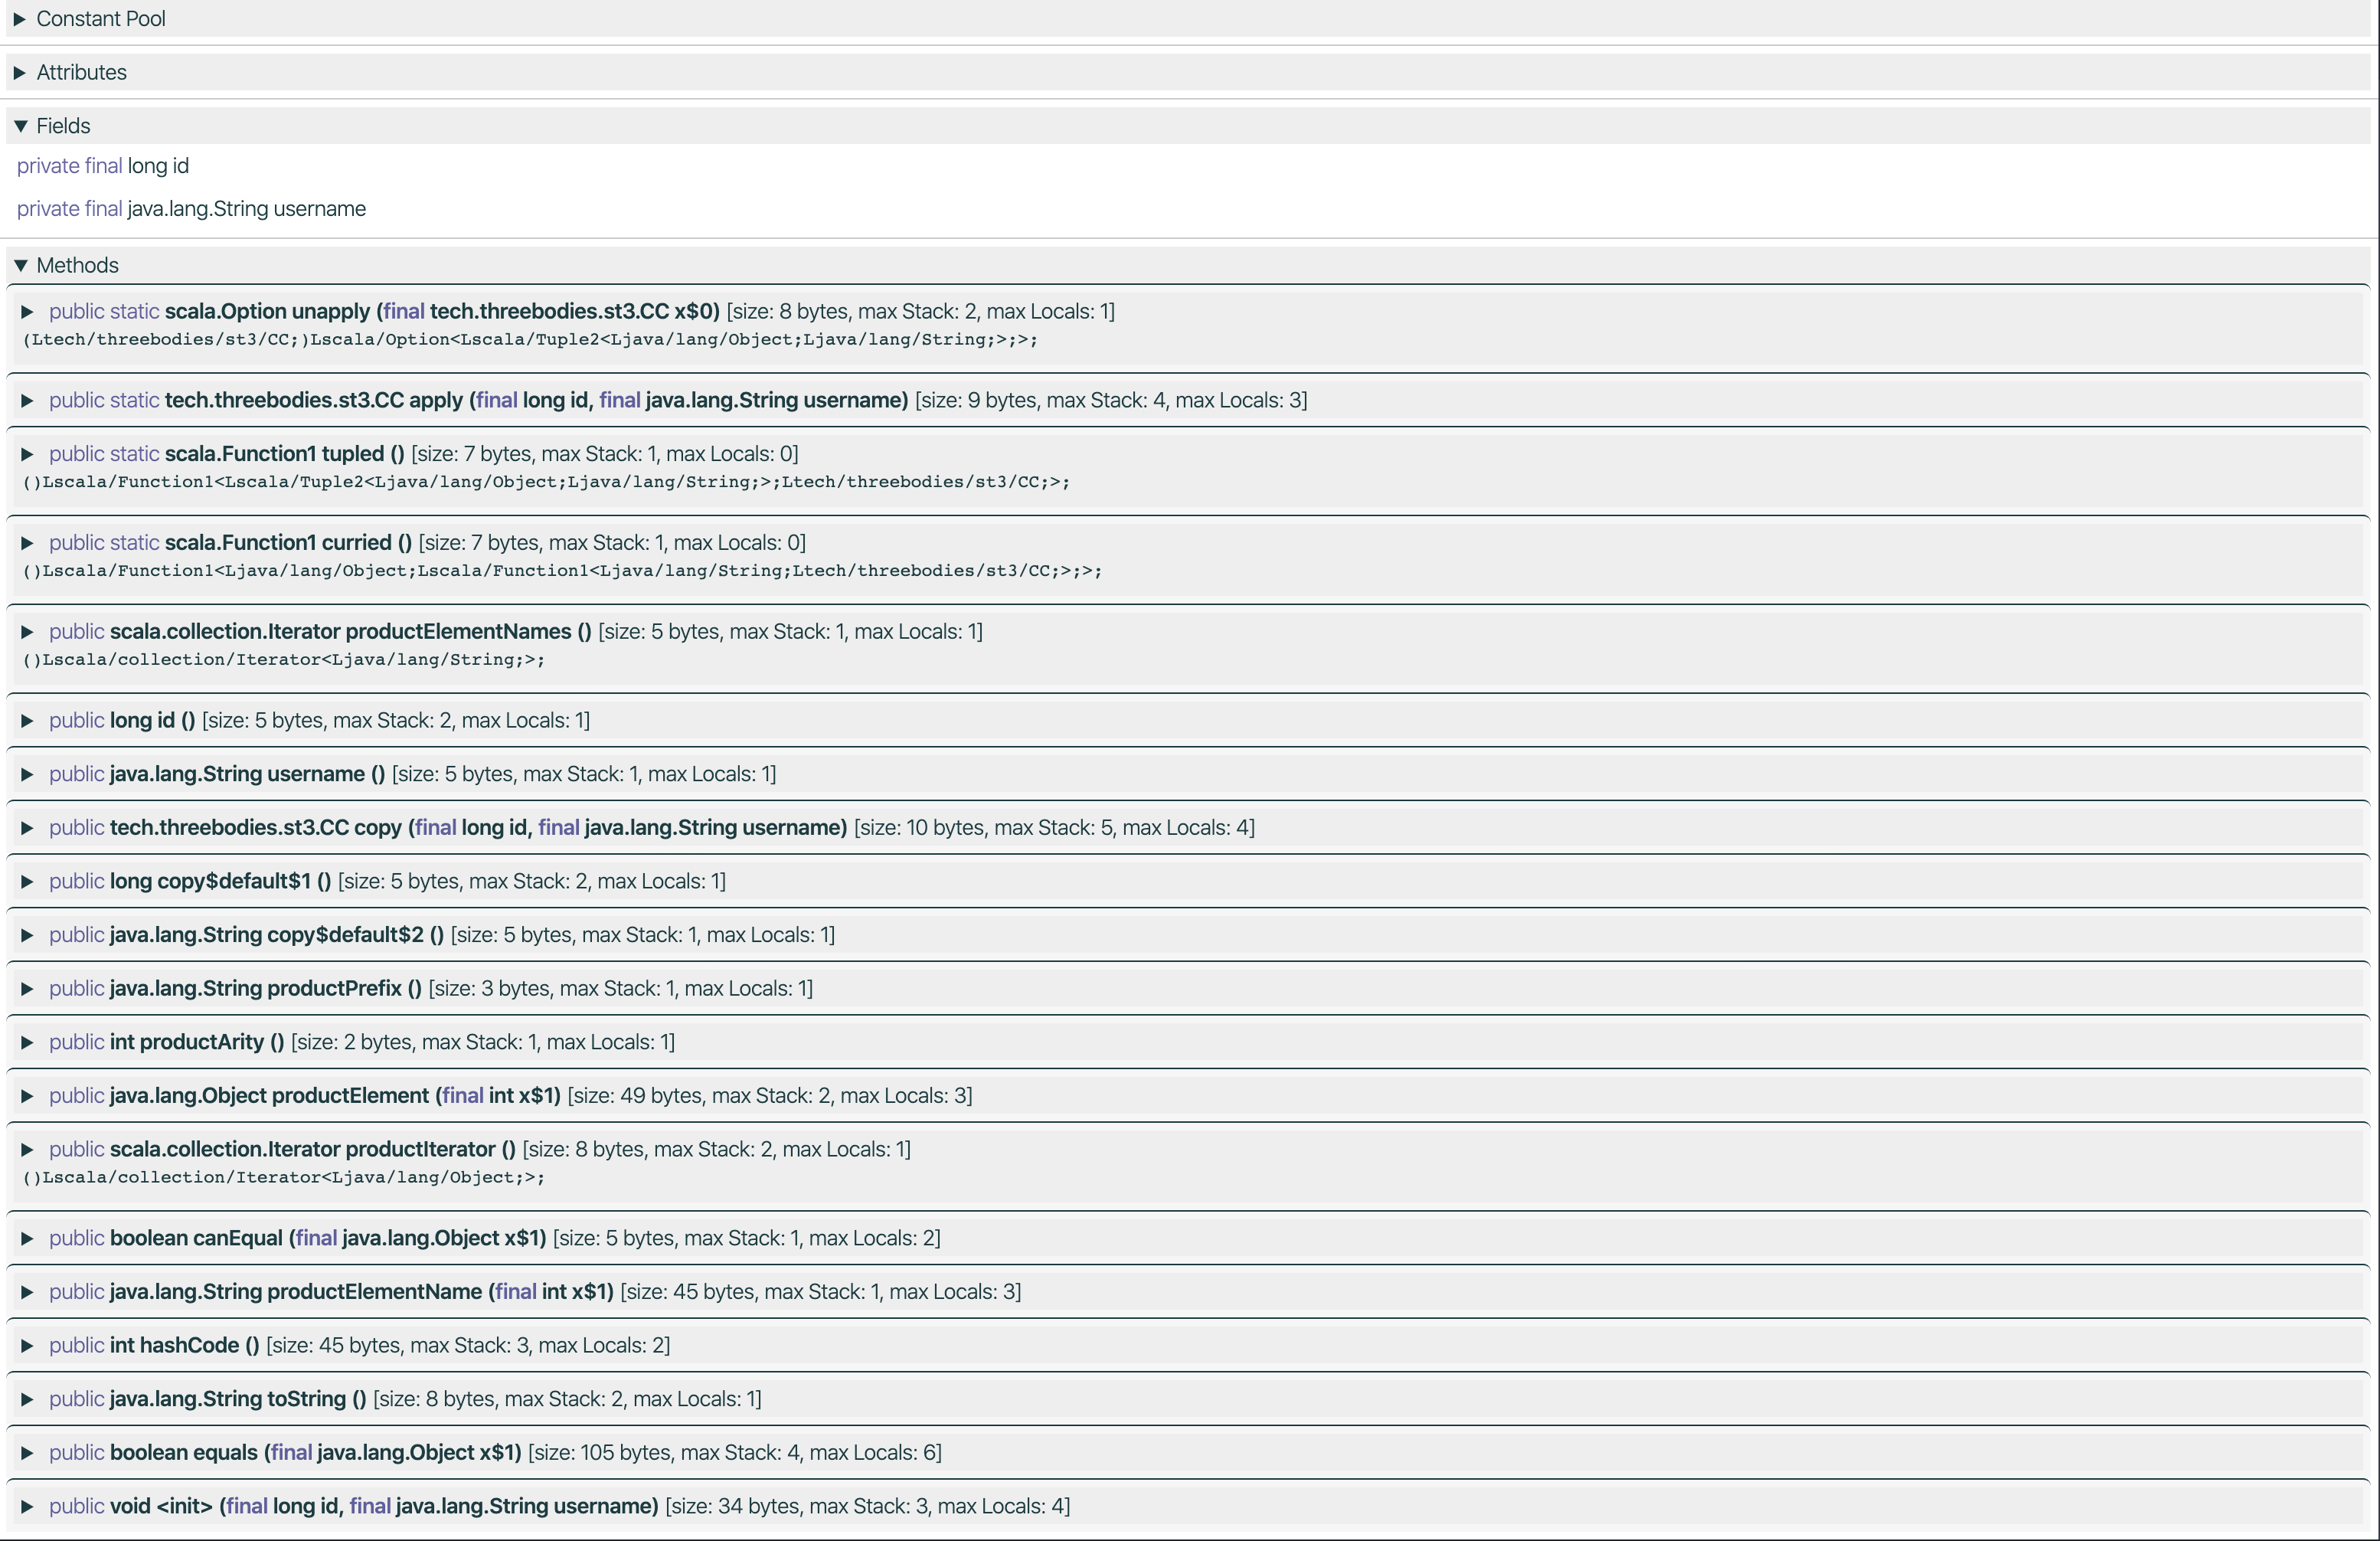 Constant Pool
Attributes
Fields
private final long id
private final java.lang.String username
Methods
public static scala.Option unapply (final tech.threebodies.st3.CC x$0) [size: 8 bytes, max Stack: 2, max Locals: 1]
(Ltech/threebodies/st3/CC;)Lscala/Option<Lscala/Tuple2<Ljava/lang/Object;Ljava/lang/String;>;>;
public static tech.threebodies.st3.CC apply (final long id, final java.lang.String username) [size: 9 bytes, max Stack: 4, max Locals: 3]
public static scala.Function1 tupled () [size: 7 bytes, max Stack: 1, max Locals: 0]
()Lscala/Function1<Lscala/Tuple2<Ljava/lang/Object;Ljava/lang/String;>;Ltech/threebodies/st3/CC;>;
public static scala.Function1 curried () [size: 7 bytes, max Stack: 1, max Locals: 0]
()Lscala/Function1<Ljava/lang/Object;Lscala/Function1<Ljava/lang/String;Ltech/threebodies/st3/CC;>;>;
public scala.collection.Iterator productElementNames () [size: 5 bytes, max Stack: 1, max Locals: 1]
()Lscala/collection/Iterator<Ljava/lang/String;>;
public long id () [size: 5 bytes, max Stack: 2, max Locals: 1]
public java.lang.String username () [size: 5 bytes, max Stack: 1, max Locals: 1]
public tech.threebodies.st3.CC copy (final long id, final java.lang.String username) [size: 10 bytes, max Stack: 5, max Locals: 4]
public long copy$default$1 () [size: 5 bytes, max Stack: 2, max Locals: 1]
public java.lang.String copy$default$2 () [size: 5 bytes, max Stack: 1, max Locals: 1]
public java.lang.String productPrefix () [size: 3 bytes, max Stack: 1, max Locals: 1]
public int productArity () [size: 2 bytes, max Stack: 1, max Locals: 1]
public java.lang.Object productElement (final int x$1) [size: 49 bytes, max Stack: 2, max Locals: 3]
public scala.collection.Iterator productIterator () [size: 8 bytes, max Stack: 2, max Locals: 1]
()Lscala/collection/Iterator<Ljava/lang/Object;>;
public boolean canEqual (final java.lang.Object x$1) [size: 5 bytes, max Stack: 1, max Locals: 2]
public java.lang.String productElementName (final int x$1) [size: 45 bytes, max Stack: 1, max Locals: 3]
public int hashCode () [size: 45 bytes, max Stack: 3, max Locals: 2]
public java.lang.String toString () [size: 8 bytes, max Stack: 2, max Locals: 1]
public boolean equals (final java.lang.Object x$1) [size: 105 bytes, max Stack: 4, max Locals: 6]
public void <init> (final long id, final java.lang.String username) [size: 34 bytes, max Stack: 3, max Locals: 4]